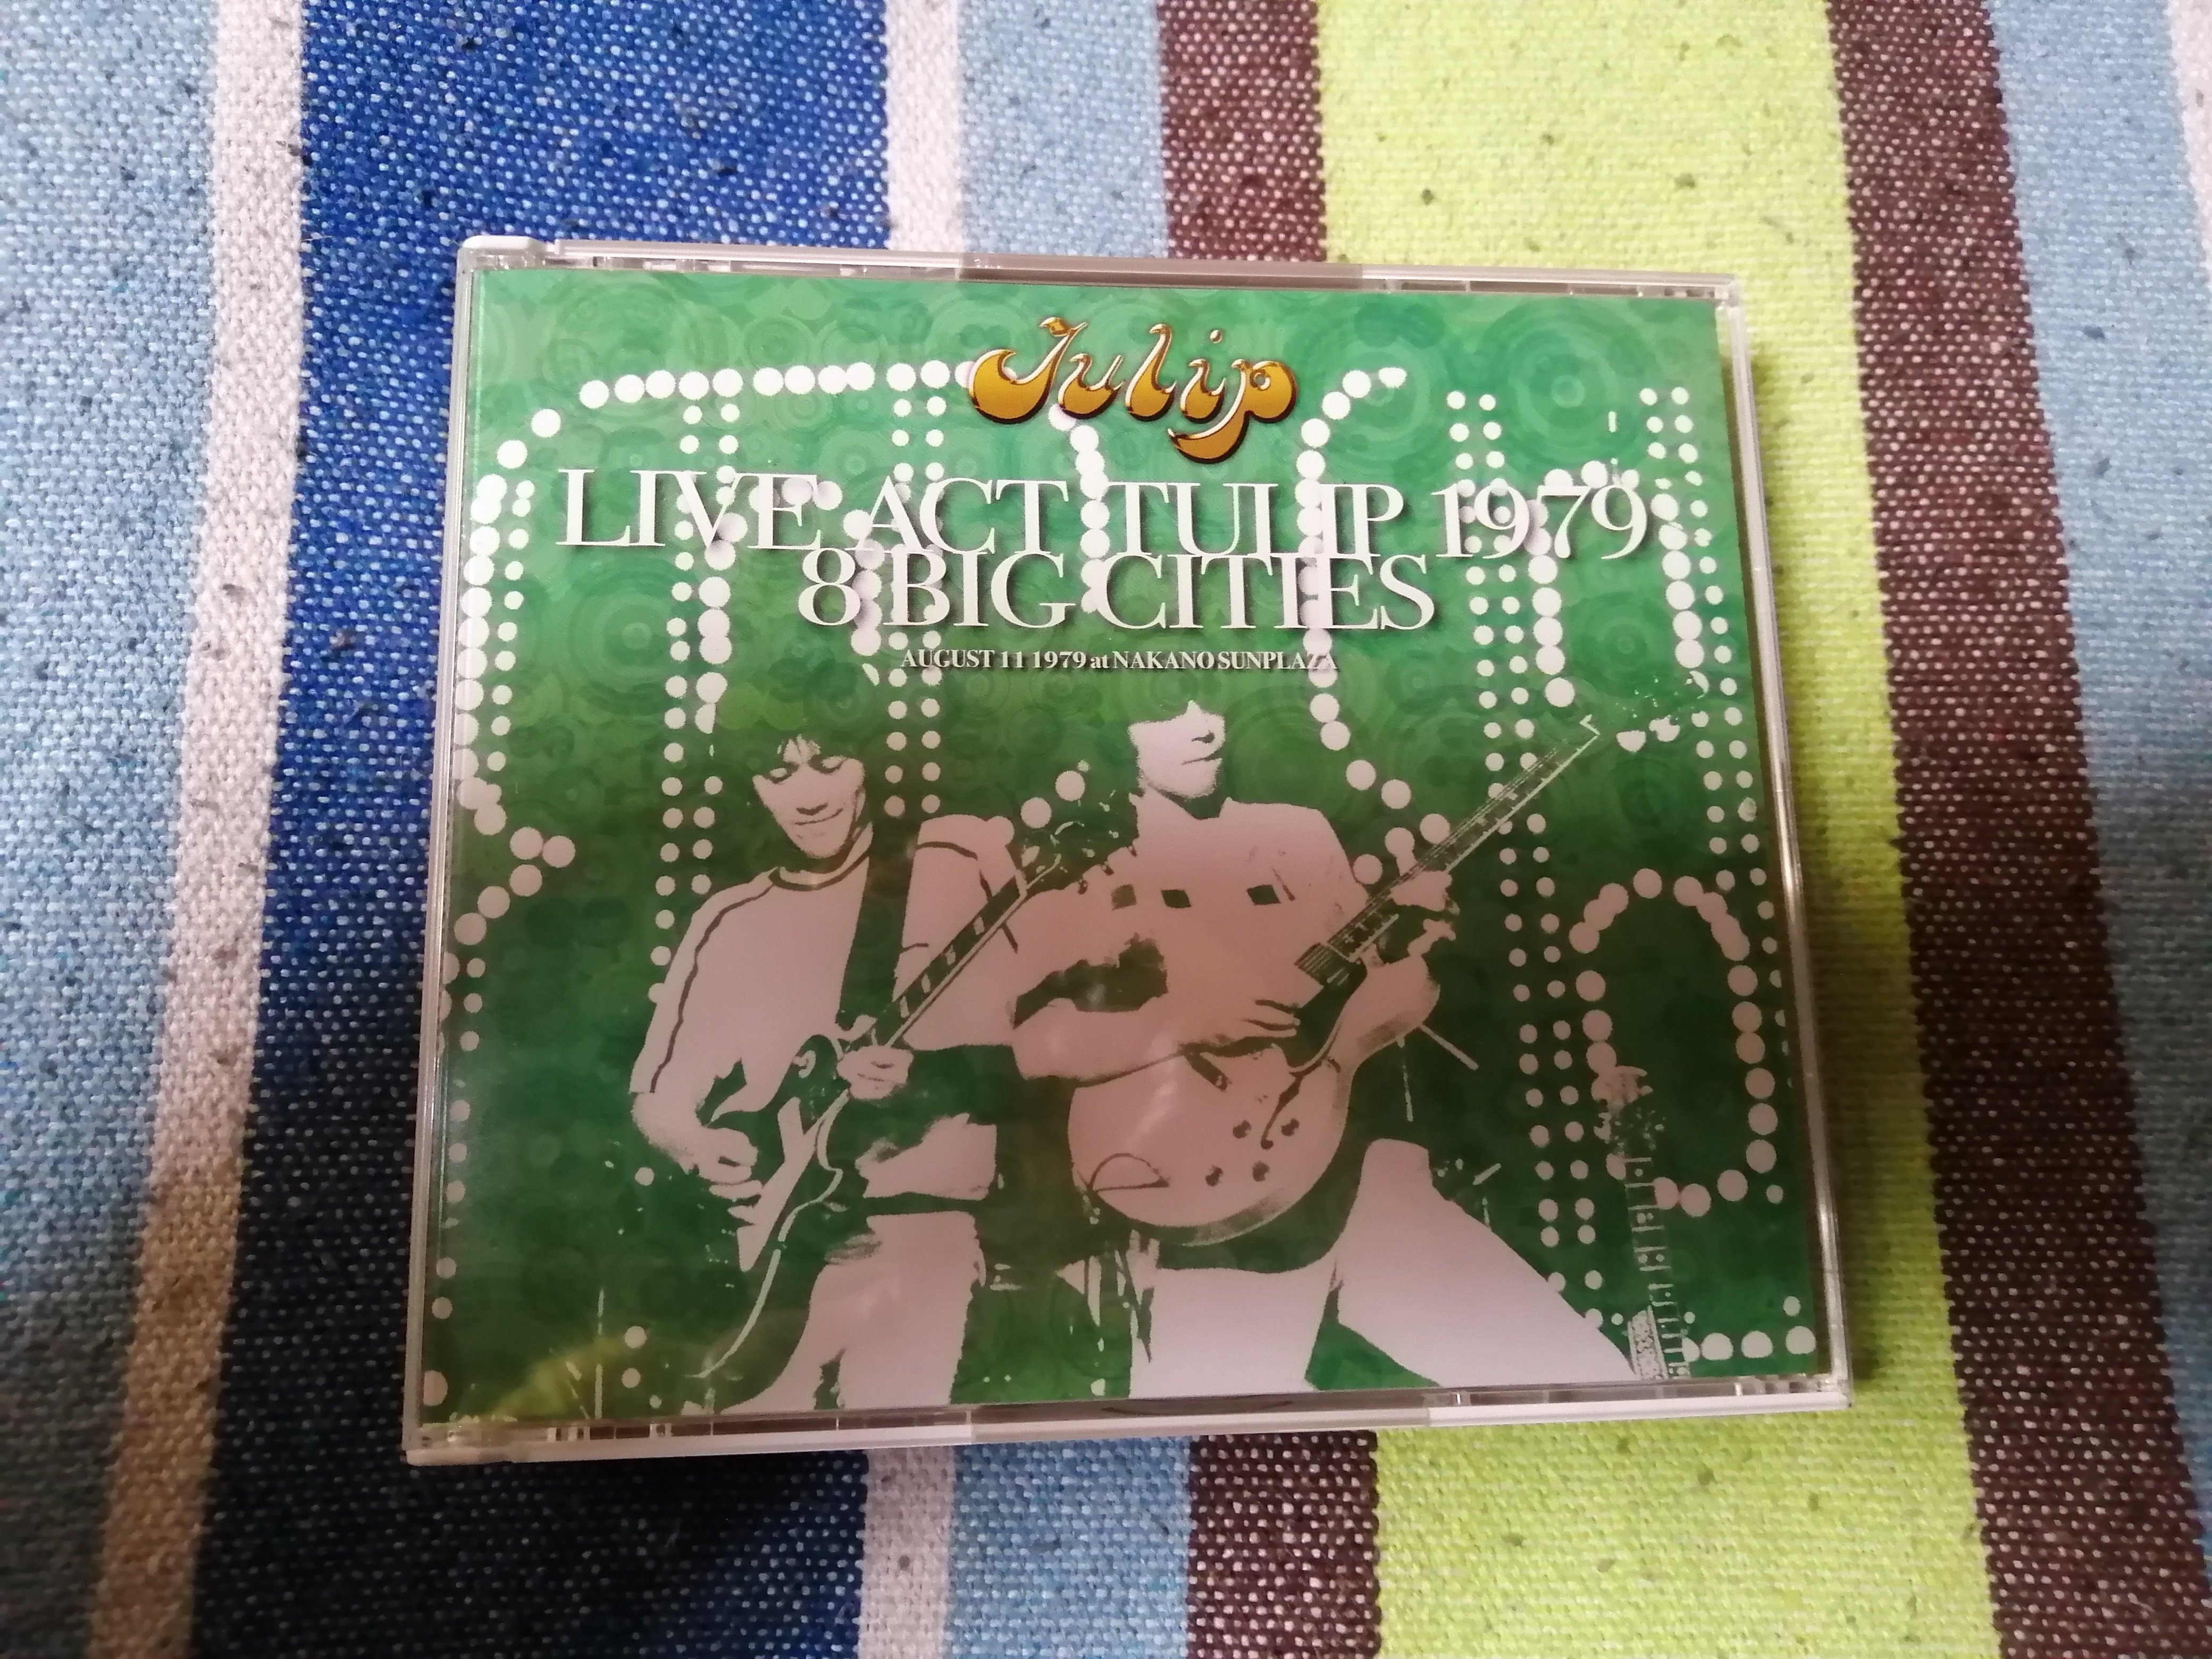 Tulip
LIVE ACT TULIP 1979
8 BIG CITIES
AUGUST 11 1979 at NAKANO SUNPLAZA